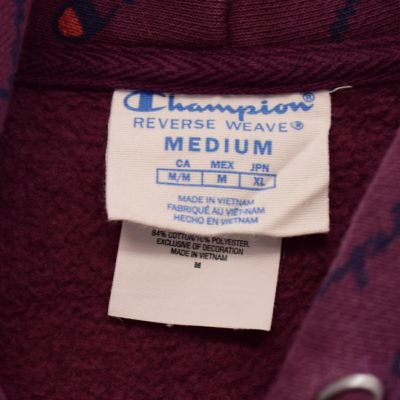 Champion
REVERSE WEAVE®
MEDIUM
CA MEX JPN
M/M M XL
MADE IN VIETNAM
FABRIQUÉ AU VIÊT-NAM
HECHO EN VIETNAM
84% COTTON/16% POLYESTER,
EXCLUSIVE OF DECORATION
MADE IN VIETNAM
M